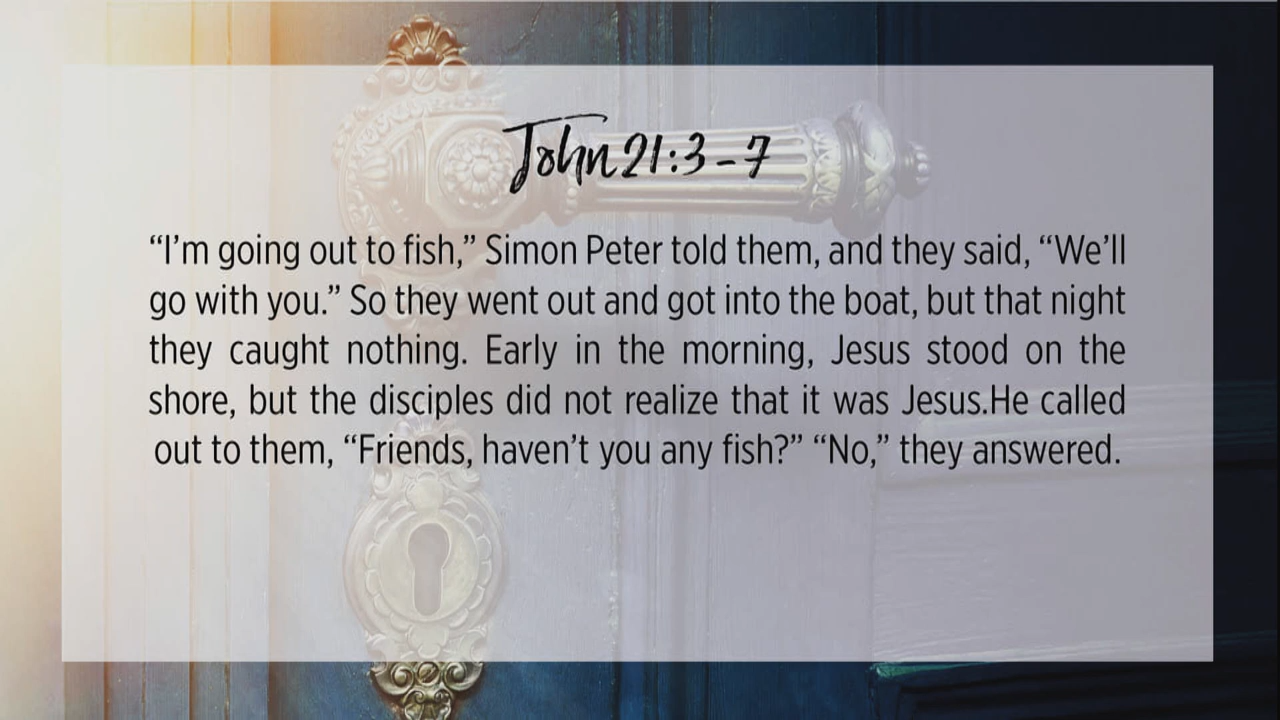 John 21:3-7
“I’m going out to fish,” Simon Peter told them, and they said, “We’ll
go with you.” So they went out and got into the boat, but that night
they caught nothing. Early in the morning, Jesus stood on the
shore, but the disciples did not realize that it was Jesus.He called
out to them, “Friends, haven’t you any fish?” “No,” they answered.